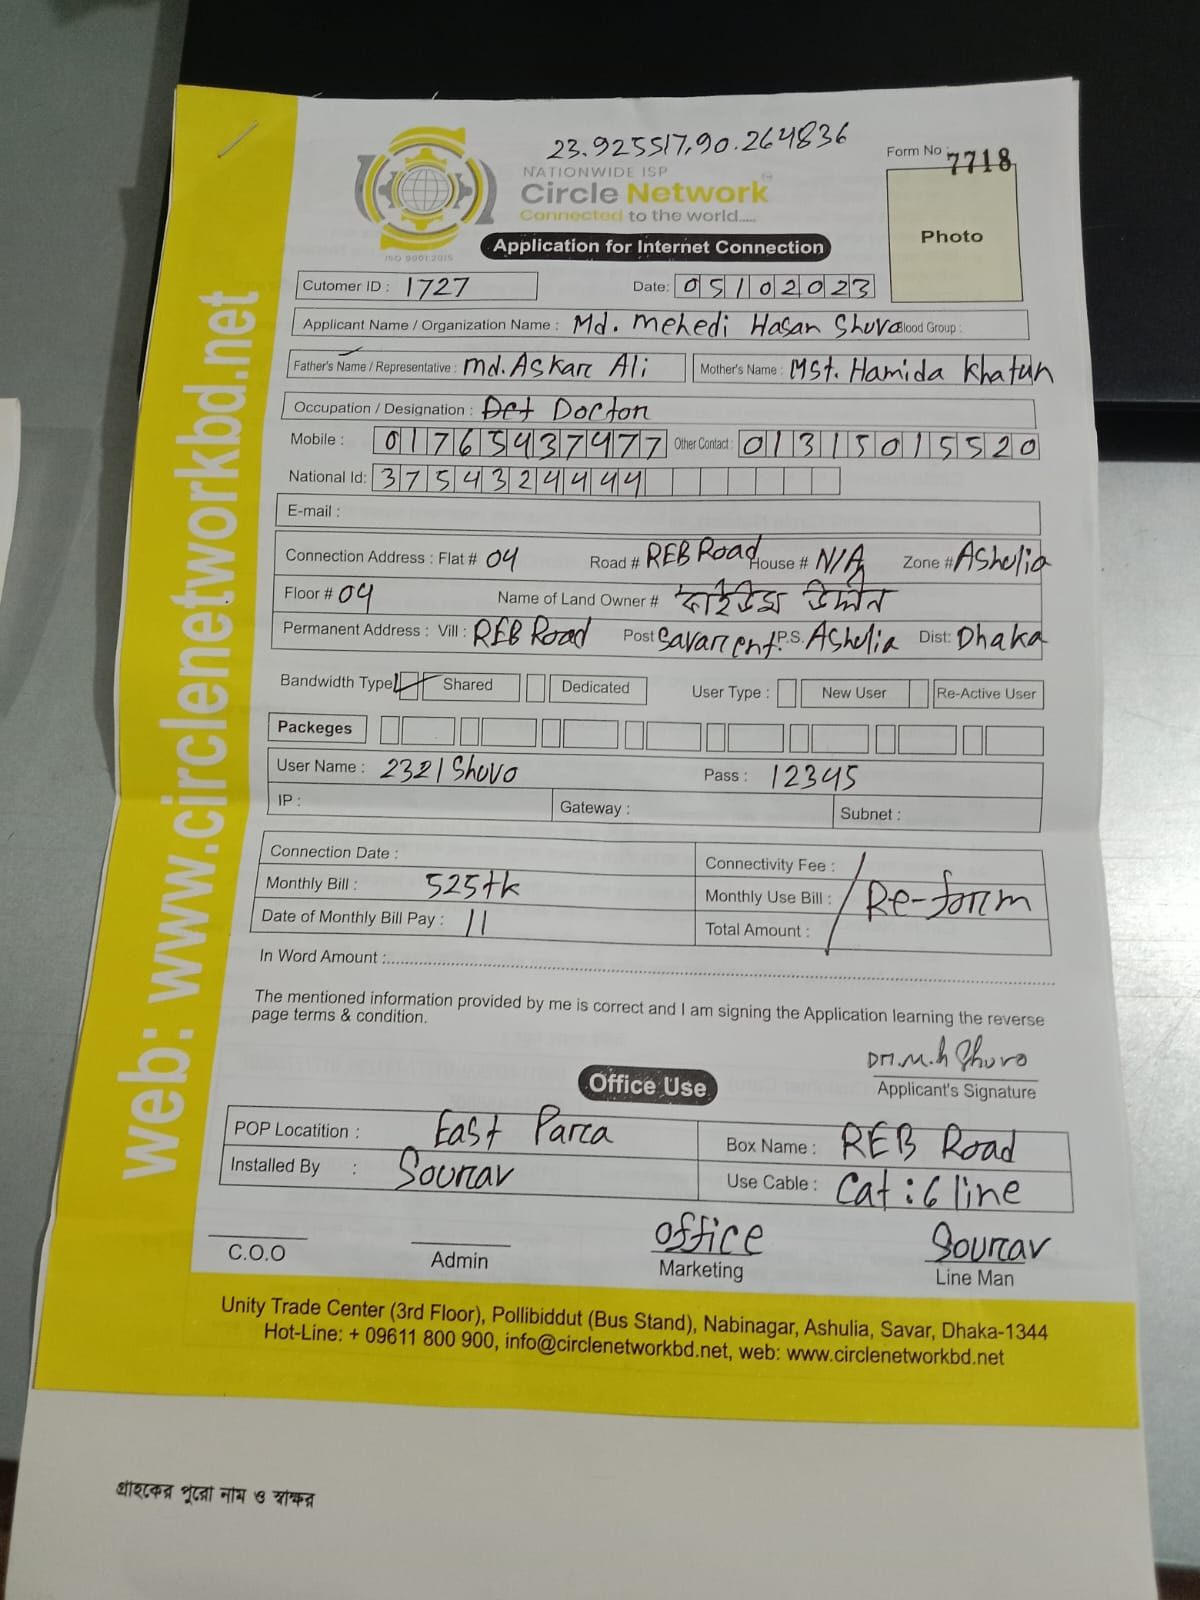 23.925517,90.264836
Form No : 7718
NATIONWIDE ISP
Circle Network
Connected to the world.....
ISO 9001:2015
Photo
Application for Internet Connection
Cutomer ID : 1727 Date: 05102023
Applicant Name / Organization Name : Md. Mehedi Hasan Shuvo Blood Group :
Father's Name / Representative : Md. Askar Ali Mother's Name : Mst. Hamida Khatun
Occupation / Designation : Doctor
Mobile : 01765437477 Other Contact : 01315015520
National Id: 3754324444
E-mail :
Connection Address : Flat # 04 Road # REB Road House # N/A Zone # Ashulia
Floor # 04 Name of Land Owner #
Permanent Address : Vill : REB Road Post Savar cent. P.S. Ashulia Dist: Dhaka
Bandwidth Type Shared Dedicated User Type : New User Re-Active User
Packeges
User Name : 2321Shuvo Pass : 12345
IP : Gateway : Subnet :
Connection Date : Connectivity Fee :
Monthly Bill : 525tk Monthly Use Bill : Re-form
Date of Monthly Bill Pay : 11 Total Amount :
In Word Amount :
The mentioned information provided by me is correct and I am signing the Application learning the reverse
page terms & condition.
Dr. M. h Shuvo
Applicant's Signature
Office Use
POP Locatition : East Para Box Name : REB Road
Installed By : Sourav Use Cable : Cat : 6 line
office Sourav
C.O.O Admin Marketing Line Man
Unity Trade Center (3rd Floor), Pollibiddut (Bus Stand), Nabinagar, Ashulia, Savar, Dhaka-1344
Hot-Line: + 09611 800 900, info@circlenetworkbd.net, web: www.circlenetworkbd.net
web: www.circlenetworkbd.net
গ্রাহকের পুরো নাম ও স্বাক্ষর